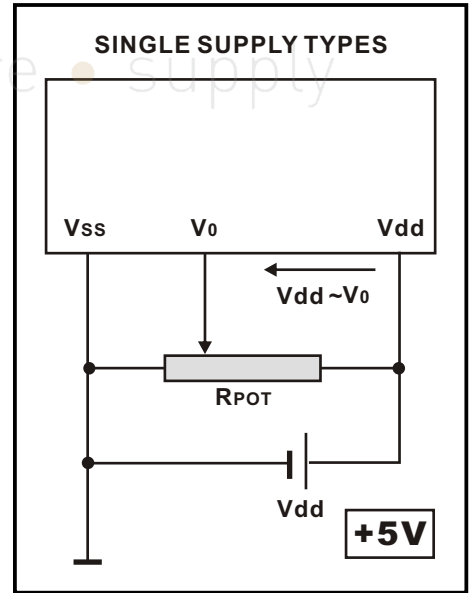 SINGLE SUPPLY TYPES
e • supply
Vss V0 Vdd
Vdd ~V0
RPOT
Vdd
+5V